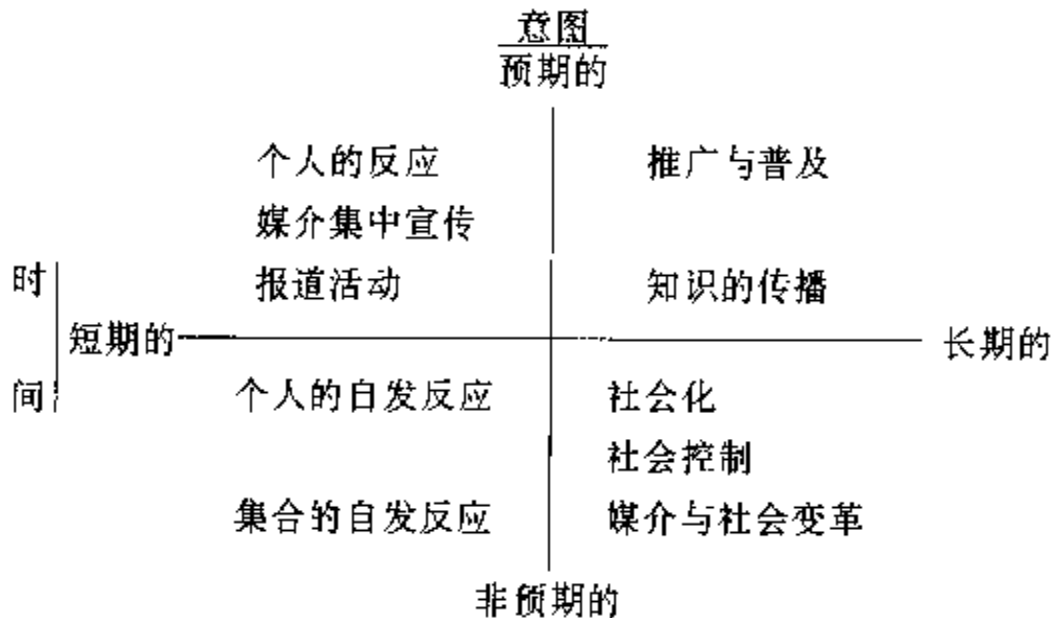 意图
预期的
个人的反应 推广与普及
媒介集中宣传
时 报道活动 知识的传播
短期的 长期的
间 个人的自发反应 社会化
社会控制
集合的自发反应 媒介与社会变革
非预期的